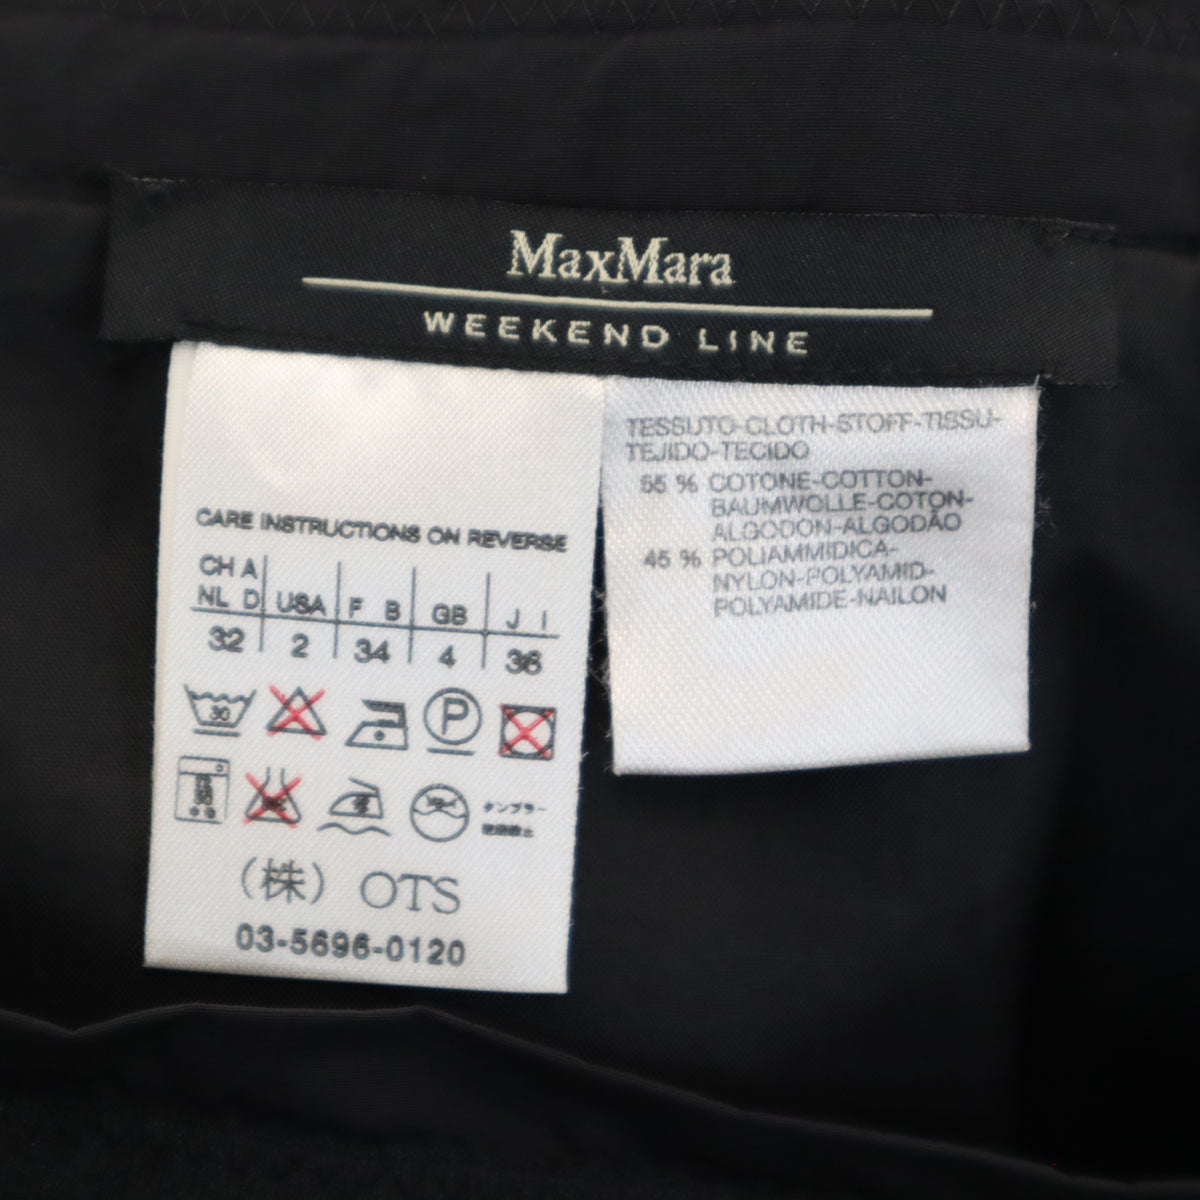 MaxMara
WEEKEND LINE
CARE INSTRUCTIONS ON REVERSE
CH A
NL D USA F B GB J I
32 2 34 4 36
30 P
タンブラー
(株) OTS
03-5696-0120
TESSUTO-CLOTH-STOFF-TISSU-
TEJIDO-TECIDO
55 % COTONE-COTTON-
BAUMWOLLE-COTON-
ALGODON-ALGODÃO
45 % POLIAMMIDICA-
NYLON-POLYAMID-
POLYAMIDE-NAILON